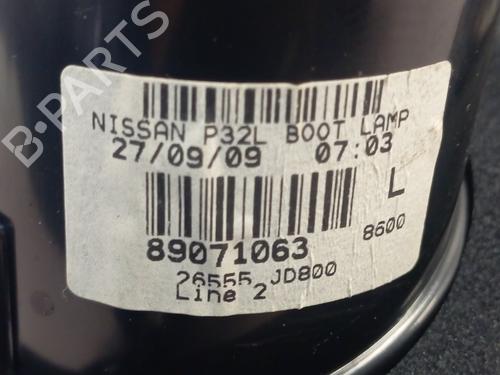 B-PARTS
NISSAN P32L BOOT LAMP
27/09/09 07:03
L
89071063 8600
26555 JD800
Line 2